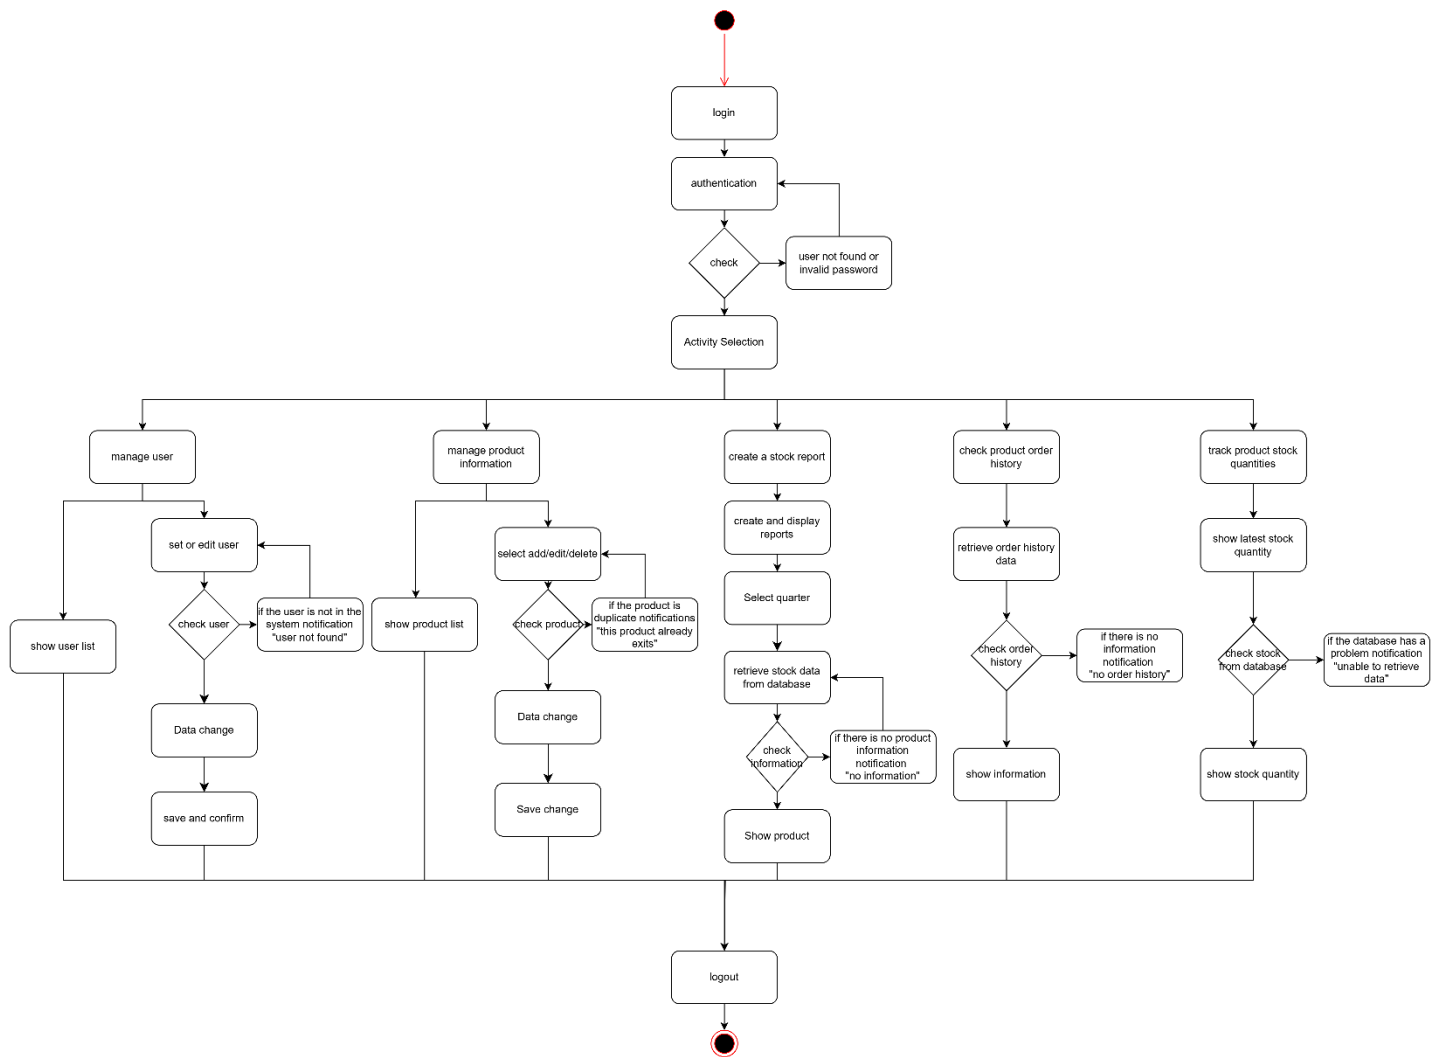 login
authentication
check
user not found or
invalid password
Activity Selection
manage user
manage product
information
create a stock report
check product order
history
track product stock
quantities
set or edit user
select add/edit/delete
create and display
reports
retrieve order history
data
show latest stock
quantity
show user list
check user
if the user is not in the
system notification
"user not found"
show product list
check product
if the product is
duplicate notifications
"this product already
exits"
Select quarter
retrieve stock data
from database
check order
history
if there is no
information
notification
"no order history"
check stock
from database
if the database has a
problem notification
"unable to retrieve
data"
Data change
Data change
check
information
if there is no product
information
notification
"no information"
show information
show stock quantity
save and confirm
Save change
Show product
logout